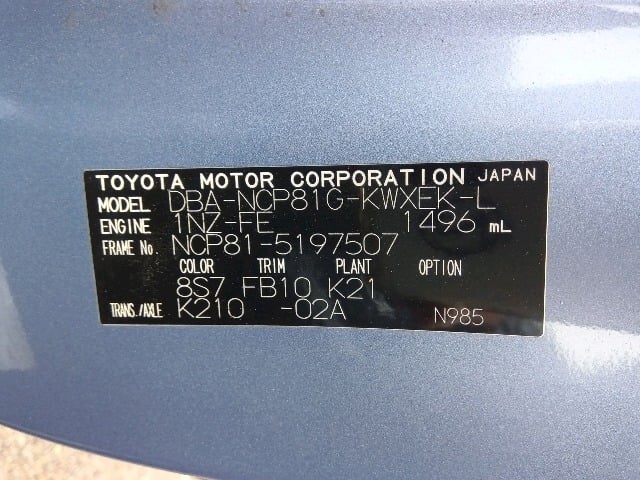 TOYOTA MOTOR CORPORATION JAPAN
MODEL DBA-NCP81G-KWXEK-L
ENGINE 1NZ-FE 1496 mL
FRAME No. NCP81-5197507
COLOR TRIM PLANT OPTION
8S7 FB10 K21
TRANS./AXLE K210 -02A N985